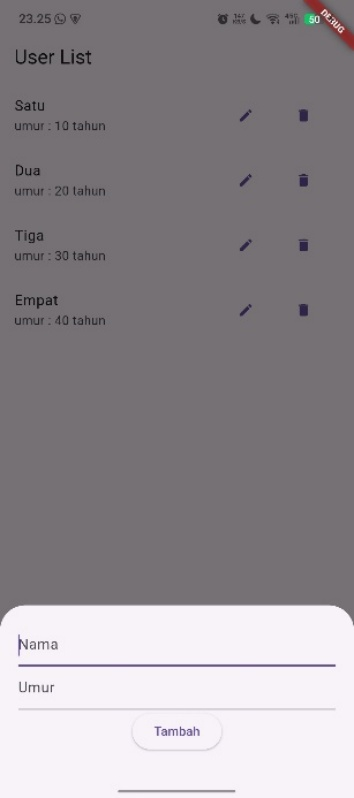 23.25
50
DEBUG
User List
Satu
umur : 10 tahun
Dua
umur : 20 tahun
Tiga
umur : 30 tahun
Empat
umur : 40 tahun
Nama
Umur
Tambah